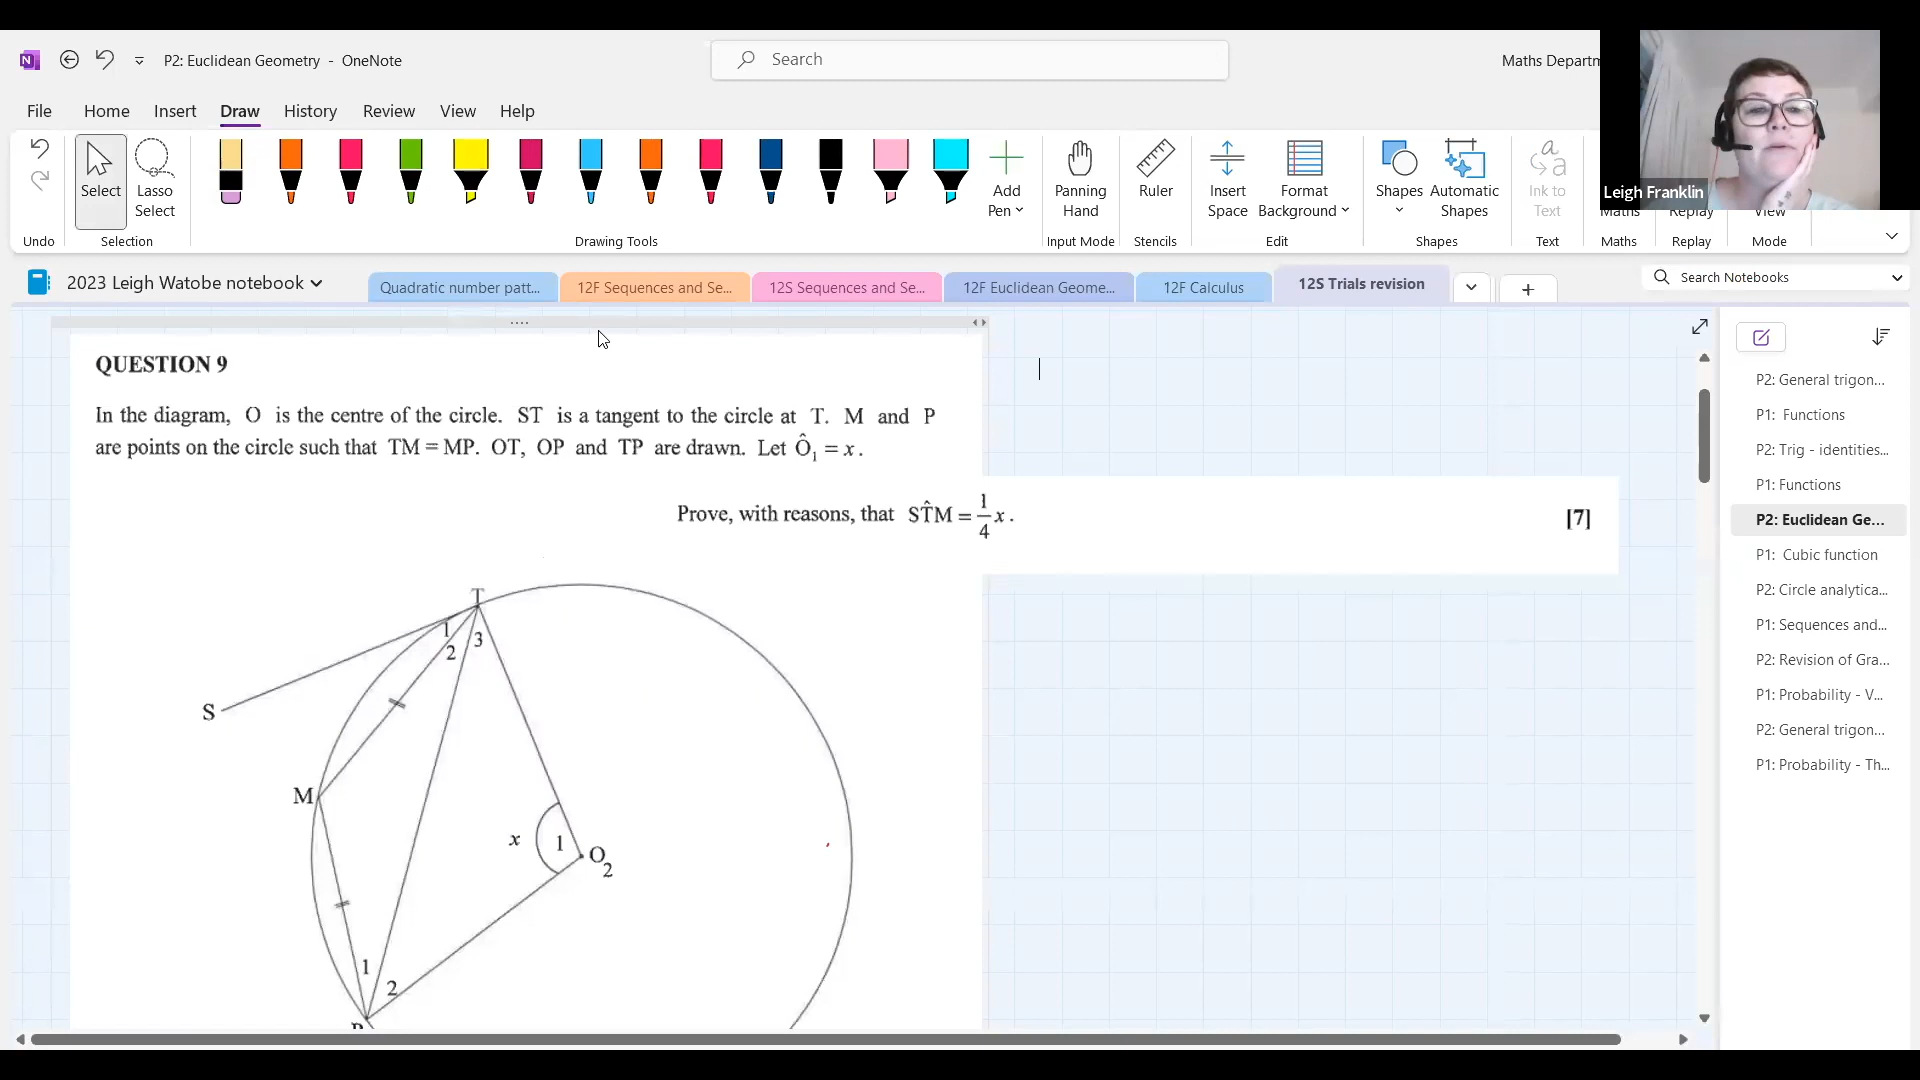 P2: Euclidean Geometry - OneNote
Search
File Home Insert Draw History Review View Help
Undo
Select
Lasso Select
Selection
Drawing Tools
Add Pen
Panning Hand
Input Mode
Ruler
Stencils
Insert Space
Format Background
Edit
Shapes
Automatic Shapes
Shapes
Ink to Text
Text
Maths
Maths
Replay
Replay
View
Mode
Leigh Franklin
2023 Leigh Watobe notebook
Quadratic number patt...
12F Sequences and Se...
12S Sequences and Se...
12F Euclidean Geome...
12F Calculus
12S Trials revision
+
Search Notebooks
QUESTION 9
In the diagram, O is the centre of the circle. ST is a tangent to the circle at T. M and P
are points on the circle such that TM = MP. OT, OP and TP are drawn. Let Ô₁ = x.
Prove, with reasons, that ST̂M = 1/4 x.
[7]
T
1
2
3
S
M
x
1
O
2
1
2
P2: General trigon...
P1: Functions
P2: Trig - identities...
P1: Functions
P2: Euclidean Ge...
P1: Cubic function
P2: Circle analytica...
P1: Sequences and...
P2: Revision of Gra...
P1: Probability - V...
P2: General trigon...
P1: Probability - Th...